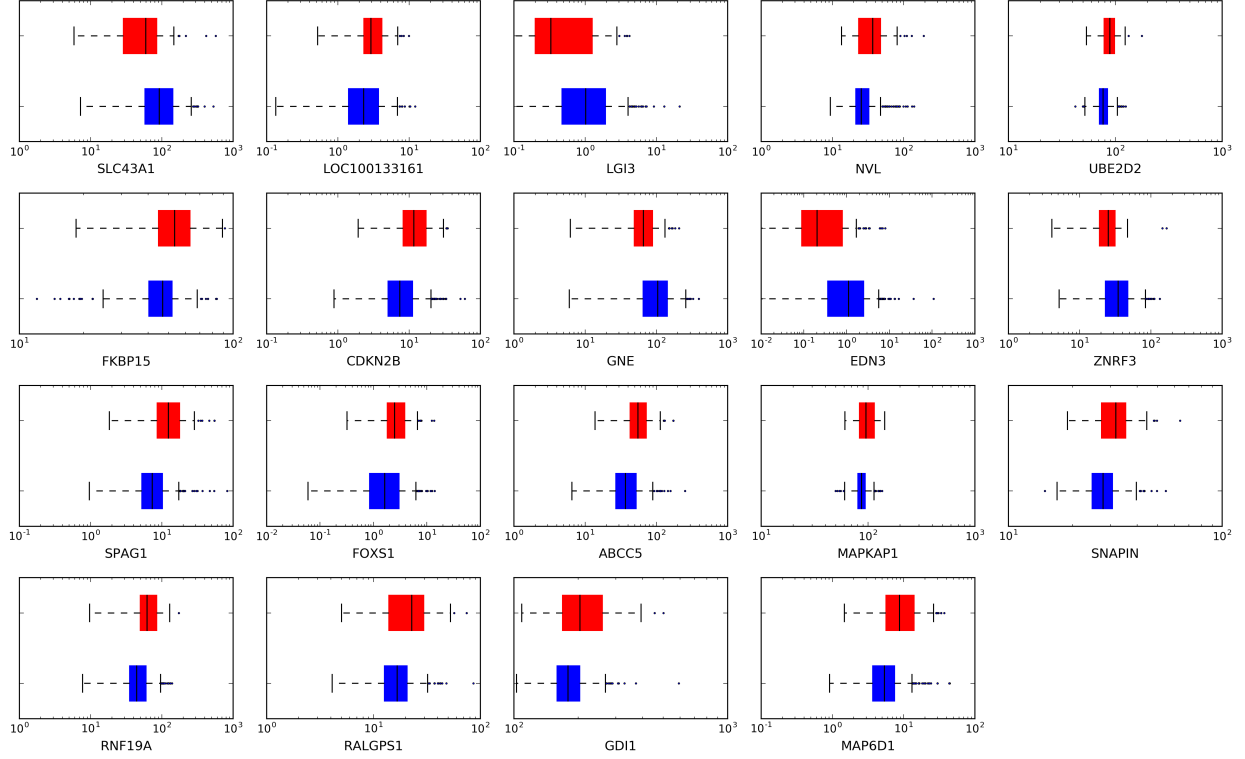 10^0 10^1 10^2 10^3 10^-1 10^0 10^1 10^2 10^-1 10^0 10^1 10^2 10^0 10^1 10^2 10^3 10^1 10^2 10^3
SLC43A1 LOC100133161 LGI3 NVL UBE2D2
10^1 10^2 10^-1 10^0 10^1 10^2 10^0 10^1 10^2 10^3 10^-2 10^-1 10^0 10^1 10^2 10^3 10^0 10^1 10^2 10^3
FKBP15 CDKN2B GNE EDN3 ZNRF3
10^-1 10^0 10^1 10^2 10^-2 10^-1 10^0 10^1 10^2 10^0 10^1 10^2 10^3 10^1 10^2 10^3 10^1 10^2
SPAG1 FOXS1 ABCC5 MAPKAP1 SNAPIN
10^0 10^1 10^2 10^3 10^0 10^1 10^2 10^2 10^3 10^-1 10^0 10^1 10^2
RNF19A RALGPS1 GDI1 MAP6D1